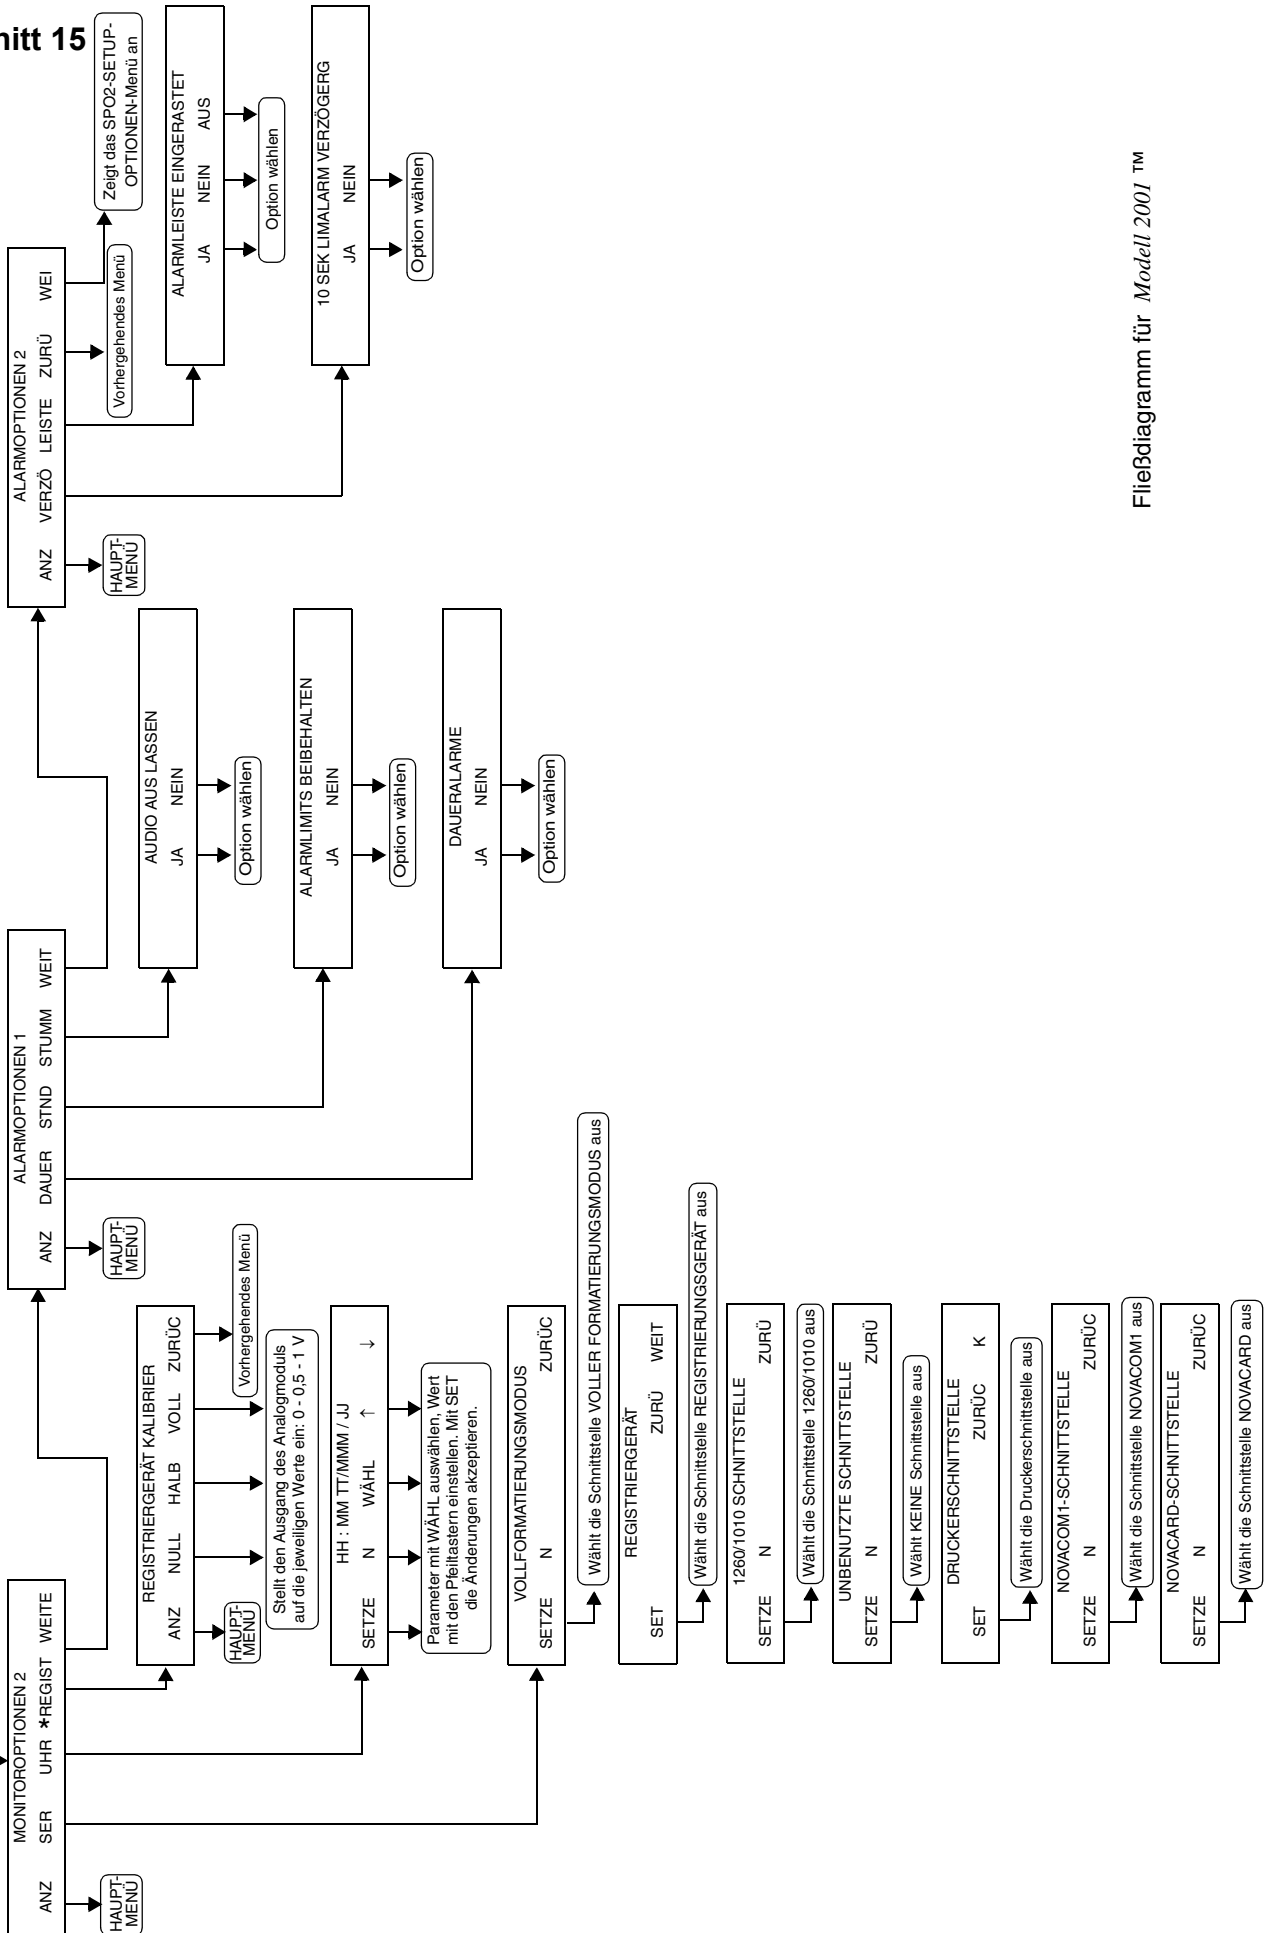 nitt 15
MONITOROPTIONEN 2
ANZ SER UHR *REGIST WEITE
HAUPT-
MENÜ
REGISTRIERGERÄT KALIBRIER
ANZ NULL HALB VOLL ZURÜC
HAUPT-
MENÜ
Vorhergehendes Menü
Stellt den Ausgang des Analogmoduls
auf die jeweiligen Werte ein: 0 - 0,5 - 1 V
HH : MM TT/MMM / JJ
SETZE N WÄHL ↑ ↓
Parameter mit WÄHL auswählen, Wert
mit den Pfeiltastern einstellen. Mit SET
die Änderungen akzeptieren.
VOLLFORMATIERUNGSMODUS
SETZE N ZURÜC
Wählt die Schnittstelle VOLLER FORMATIERUNGSMODUS aus
REGISTRIERGERÄT
SET ZURÜ WEIT
Wählt die Schnittstelle REGISTRIERUNGSGERÄT aus
1260/1010 SCHNITTSTELLE
SETZE N ZURÜ
Wählt die Schnittstelle 1260/1010 aus
UNBENUTZTE SCHNITTSTELLE
SETZE N ZURÜ
Wählt KEINE Schnittstelle aus
DRUCKERSCHNITTSTELLE
SET ZURÜC K
Wählt die Druckerschnittstelle aus
NOVACOM1-SCHNITTSTELLE
SETZE N ZURÜC
Wählt die Schnittstelle NOVACOM1 aus
NOVACARD-SCHNITTSTELLE
SETZE N ZURÜC
Wählt die Schnittstelle NOVACARD aus
ALARMOPTIONEN 1
ANZ DAUER STND STUMM WEIT
HAUPT-
MENÜ
AUDIO AUS LASSEN
JA NEIN
Option wählen
ALARMLIMITS BEIBEHALTEN
JA NEIN
Option wählen
DAUERALARME
JA NEIN
Option wählen
ALARMOPTIONEN 2
ANZ VERZÖ LEISTE ZURÜ WEI
HAUPT-
MENÜ
Vorhergehendes Menü
Zeigt das SPO2-SETUP-
OPTIONEN-Menü an
ALARMLEISTE EINGERASTET
JA NEIN AUS
Option wählen
10 SEK LIMALARM VERZÖGERG
JA NEIN
Option wählen
Fließdiagramm für Modell 2001 ™